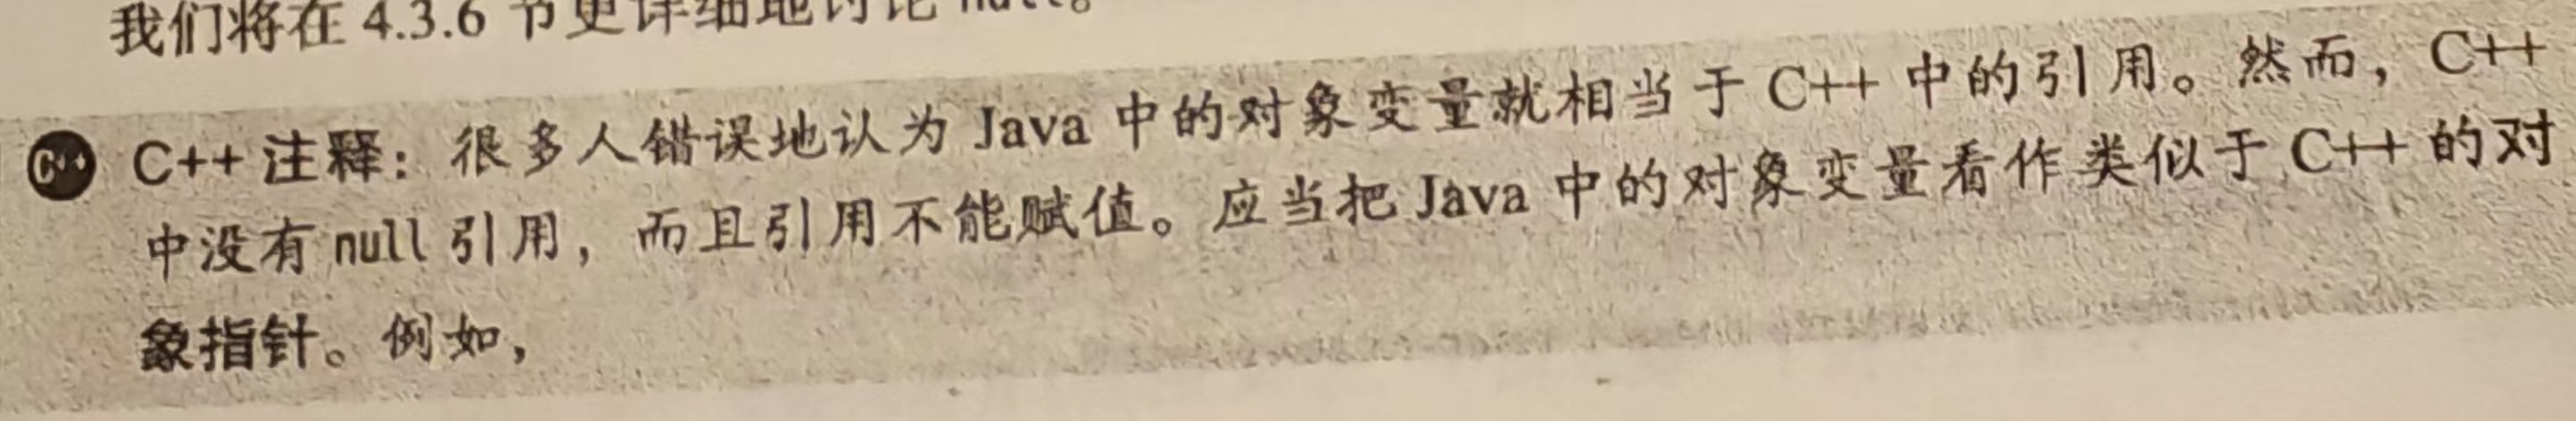 我们将在 4.3.6 节更详细地讨论 null。
C++ C++ 注释：很多人错误地认为 Java 中的对象变量就相当于 C++ 中的引用。然而，C++
中没有 null 引用，而且引用不能赋值。应当把 Java 中的对象变量看作类似于 C++ 的对
象指针。例如，